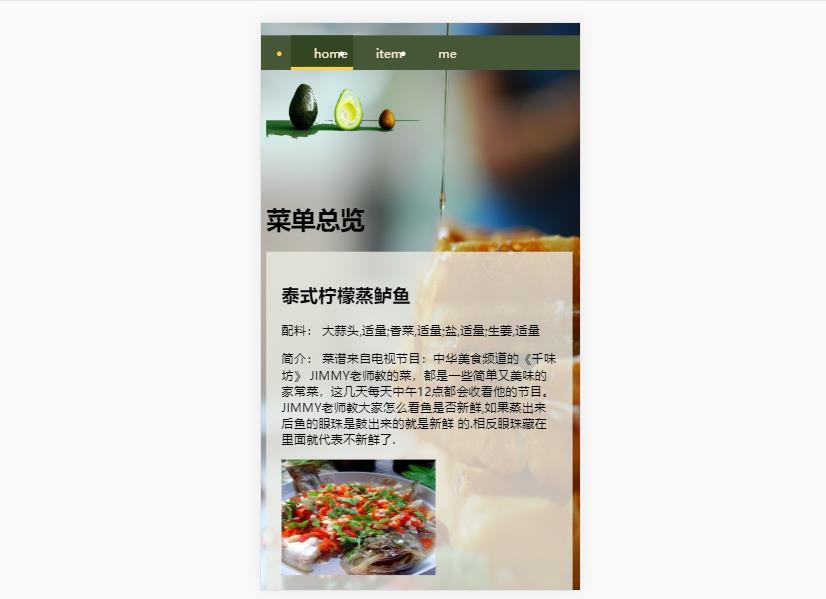 home item me
菜单总览
泰式柠檬蒸鲈鱼
配料： 大蒜头,适量;香菜,适量;盐,适量;生姜,适量
简介： 菜谱来自电视节目：中华美食频道的《千味
坊》 JIMMY老师教的菜，都是一些简单又美味的
家常菜，这几天每天中午12点都会收看他的节目。
JIMMY老师教大家怎么看鱼是否新鲜,如果蒸出来
后鱼的眼珠是鼓出来的就是新鲜 的,相反眼珠藏在
里面就代表不新鲜了.